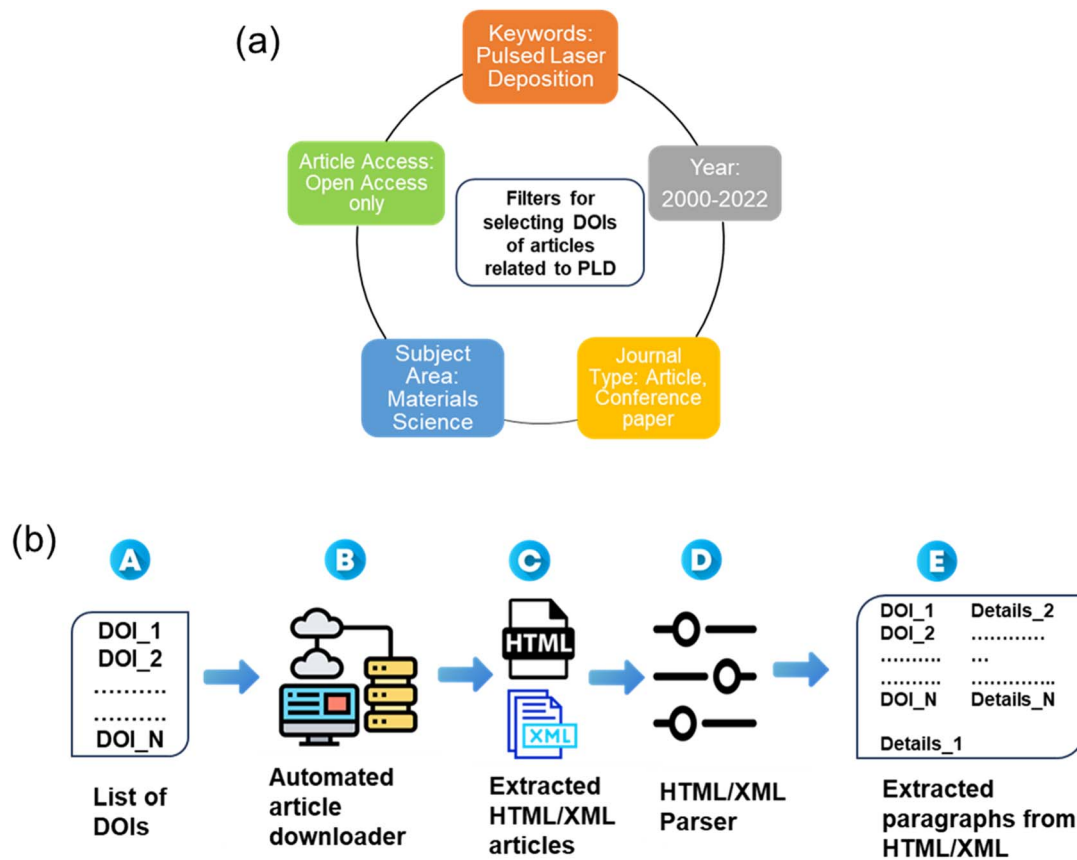 (a)
Keywords:
Pulsed Laser
Deposition
Article Access:
Open Access
only
Year:
2000-2022
Filters for
selecting DOIs
of articles
related to PLD
Subject
Area:
Materials
Science
Journal
Type: Article,
Conference
paper
(b)
A
B
C
D
E
DOI_1
DOI_2
..........
..........
DOI_N
HTML
XML
DOI_1 Details_2
DOI_2 ............
.......... ...
.......... .............
DOI_N Details_N
Details_1
List of
DOIs
Automated
article
downloader
Extracted
HTML/XML
articles
HTML/XML
Parser
Extracted
paragraphs from
HTML/XML